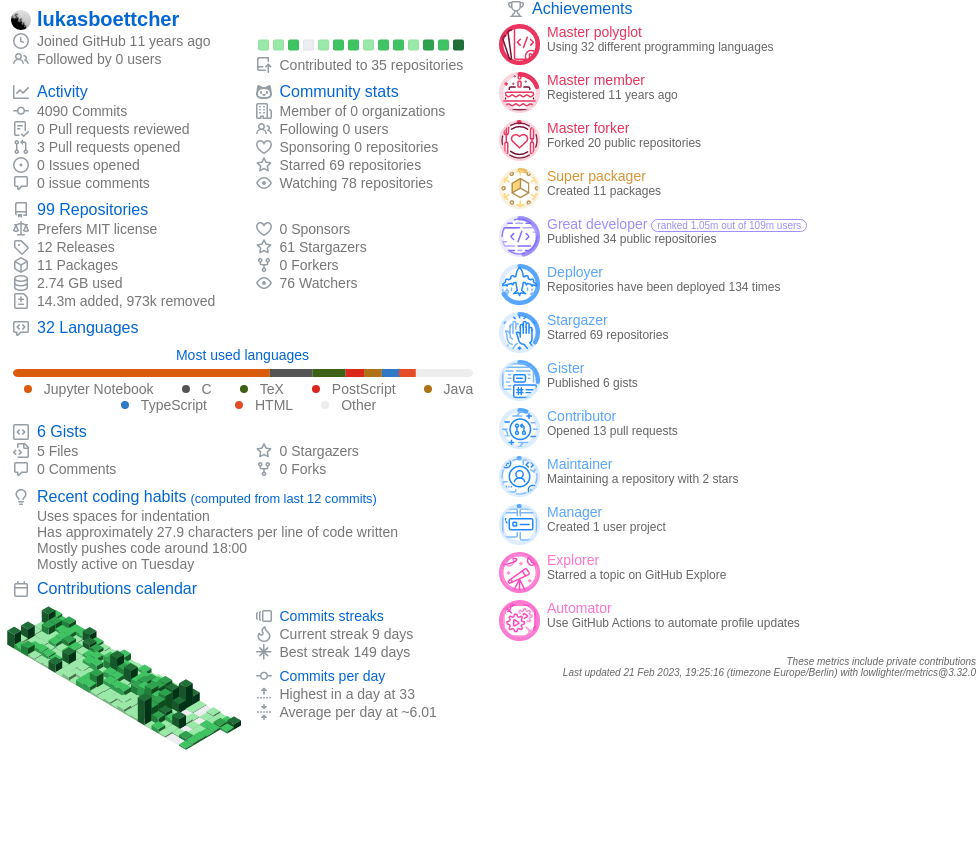 lukasboettcher
Joined GitHub 11 years ago
Followed by 0 users
Contributed to 35 repositories
Activity
4090 Commits
0 Pull requests reviewed
3 Pull requests opened
0 Issues opened
0 issue comments
Community stats
Member of 0 organizations
Following 0 users
Sponsoring 0 repositories
Starred 69 repositories
Watching 78 repositories
99 Repositories
Prefers MIT license
12 Releases
11 Packages
2.74 GB used
14.3m added, 973k removed
0 Sponsors
61 Stargazers
0 Forkers
76 Watchers
32 Languages
Most used languages
Jupyter Notebook C TeX PostScript Java
TypeScript HTML Other
6 Gists
5 Files
0 Comments
0 Stargazers
0 Forks
Recent coding habits (computed from last 12 commits)
Uses spaces for indentation
Has approximately 27.9 characters per line of code written
Mostly pushes code around 18:00
Mostly active on Tuesday
Contributions calendar
Commits streaks
Current streak 9 days
Best streak 149 days
Commits per day
Highest in a day at 33
Average per day at ~6.01
Achievements
Master polyglot
Using 32 different programming languages
Master member
Registered 11 years ago
Master forker
Forked 20 public repositories
Super packager
Created 11 packages
Great developer ranked 1.05m out of 109m users
Published 34 public repositories
Deployer
Repositories have been deployed 134 times
Stargazer
Starred 69 repositories
Gister
Published 6 gists
Contributor
Opened 13 pull requests
Maintainer
Maintaining a repository with 2 stars
Manager
Created 1 user project
Explorer
Starred a topic on GitHub Explore
Automator
Use GitHub Actions to automate profile updates
These metrics include private contributions
Last updated 21 Feb 2023, 19:25:16 (timezone Europe/Berlin) with lowlighter/metrics@3.32.0